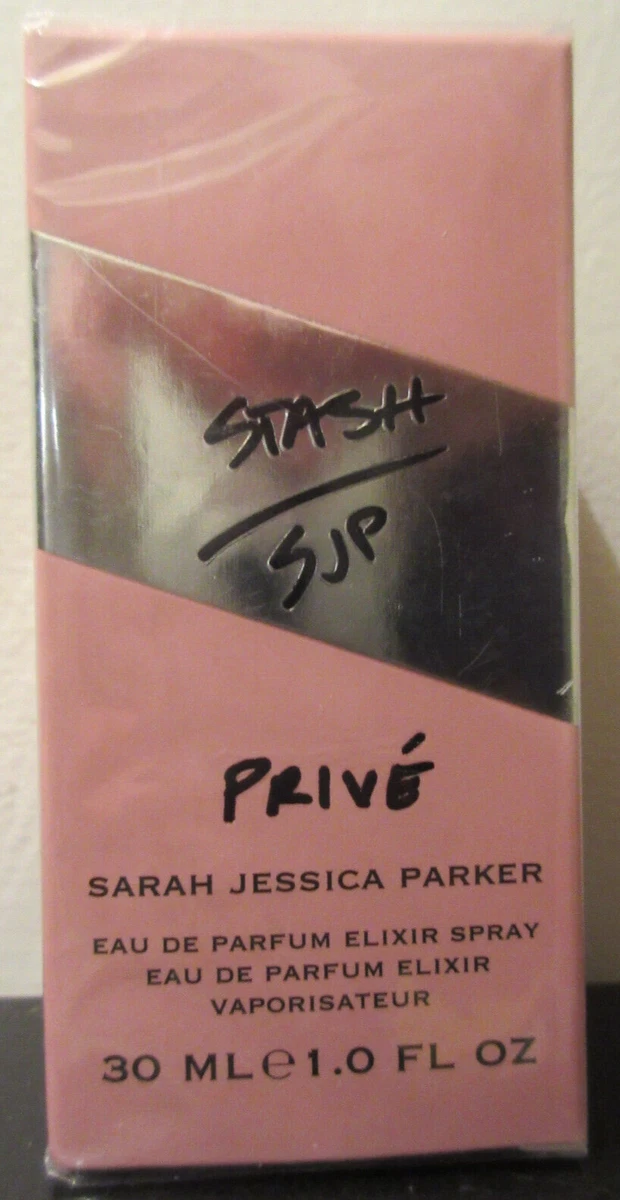 STASH
SJP
PRIVÉ
SARAH JESSICA PARKER
EAU DE PARFUM ELIXIR SPRAY
EAU DE PARFUM ELIXIR
VAPORISATEUR
30 ML℮1.0 FL OZ